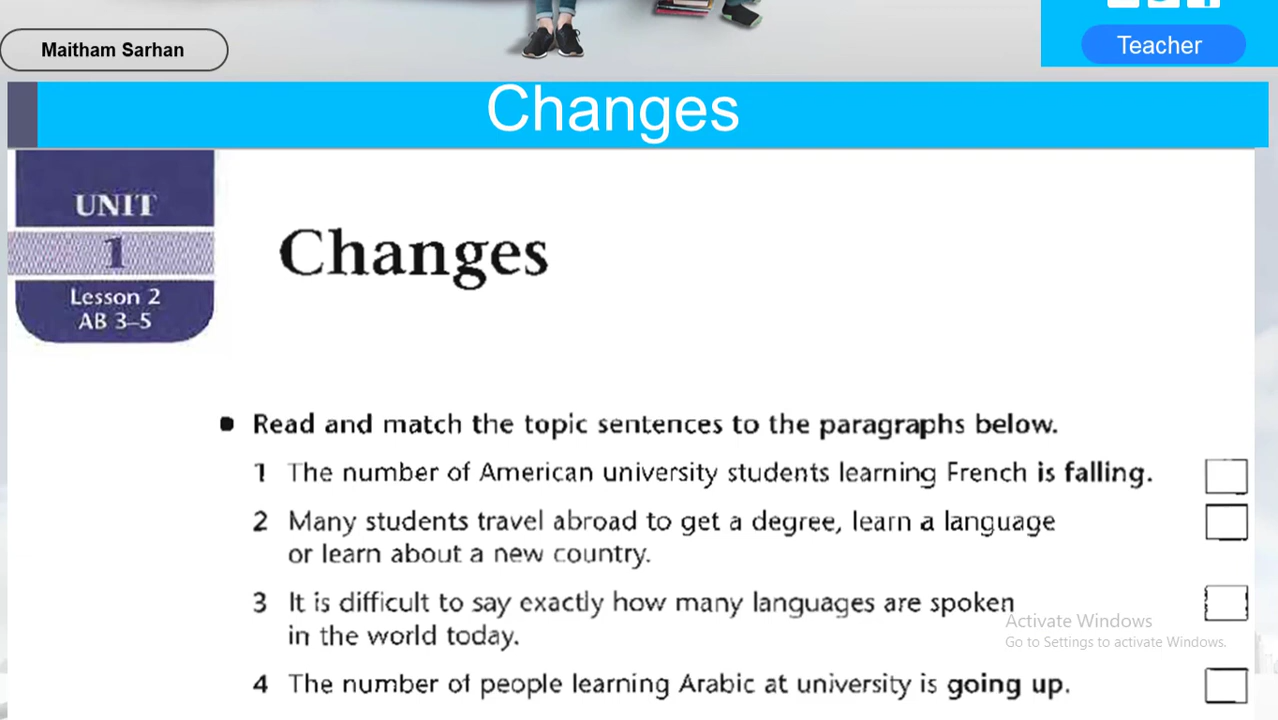 Maitham Sarhan
Teacher
Changes
UNIT
1
Lesson 2
AB 3–5
Changes
Read and match the topic sentences to the paragraphs below.
1 The number of American university students learning French is falling.
2 Many students travel abroad to get a degree, learn a language
or learn about a new country.
3 It is difficult to say exactly how many languages are spoken
in the world today.
Activate Windows
Go to Settings to activate Windows.
4 The number of people learning Arabic at university is going up.